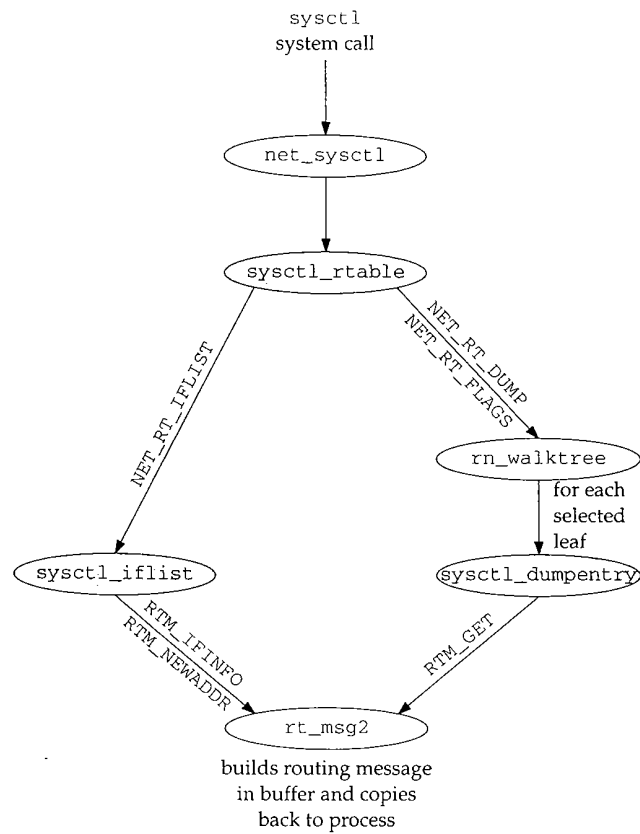 sysctl
system call
net_sysctl
sysctl_rtable
NET_RT_IFLIST
NET_RT_DUMP
NET_RT_FLAGS
rn_walktree
for each
selected
leaf
sysctl_iflist
sysctl_dumpentry
RTM_IFINFO
RTM_NEWADDR
RTM_GET
rt_msg2
builds routing message
in buffer and copies
back to process